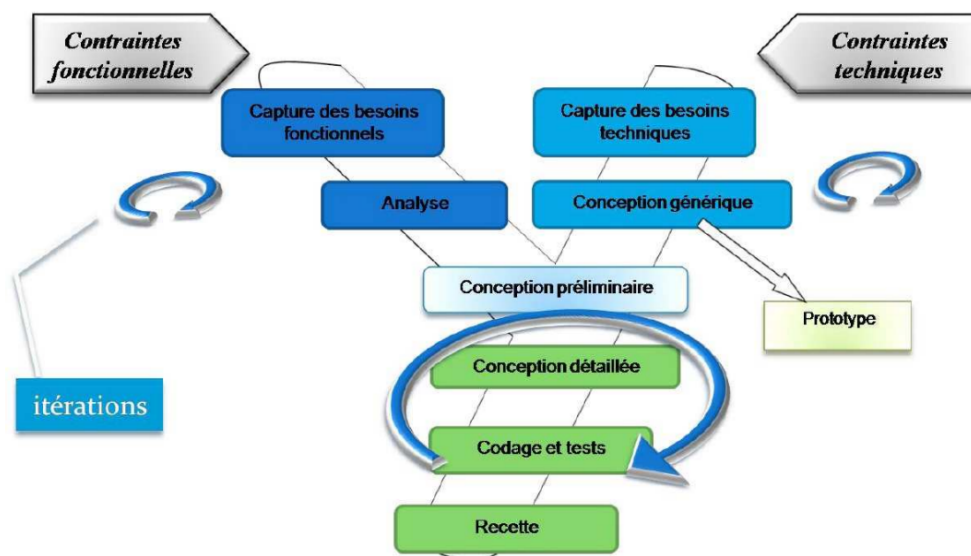 Contraintes
fonctionnelles
Contraintes
techniques
Capture des besoins
fonctionnels
Capture des besoins
techniques
Analyse
Conception générique
Conception préliminaire
Prototype
Conception détaillée
itérations
Codage et tests
Recette